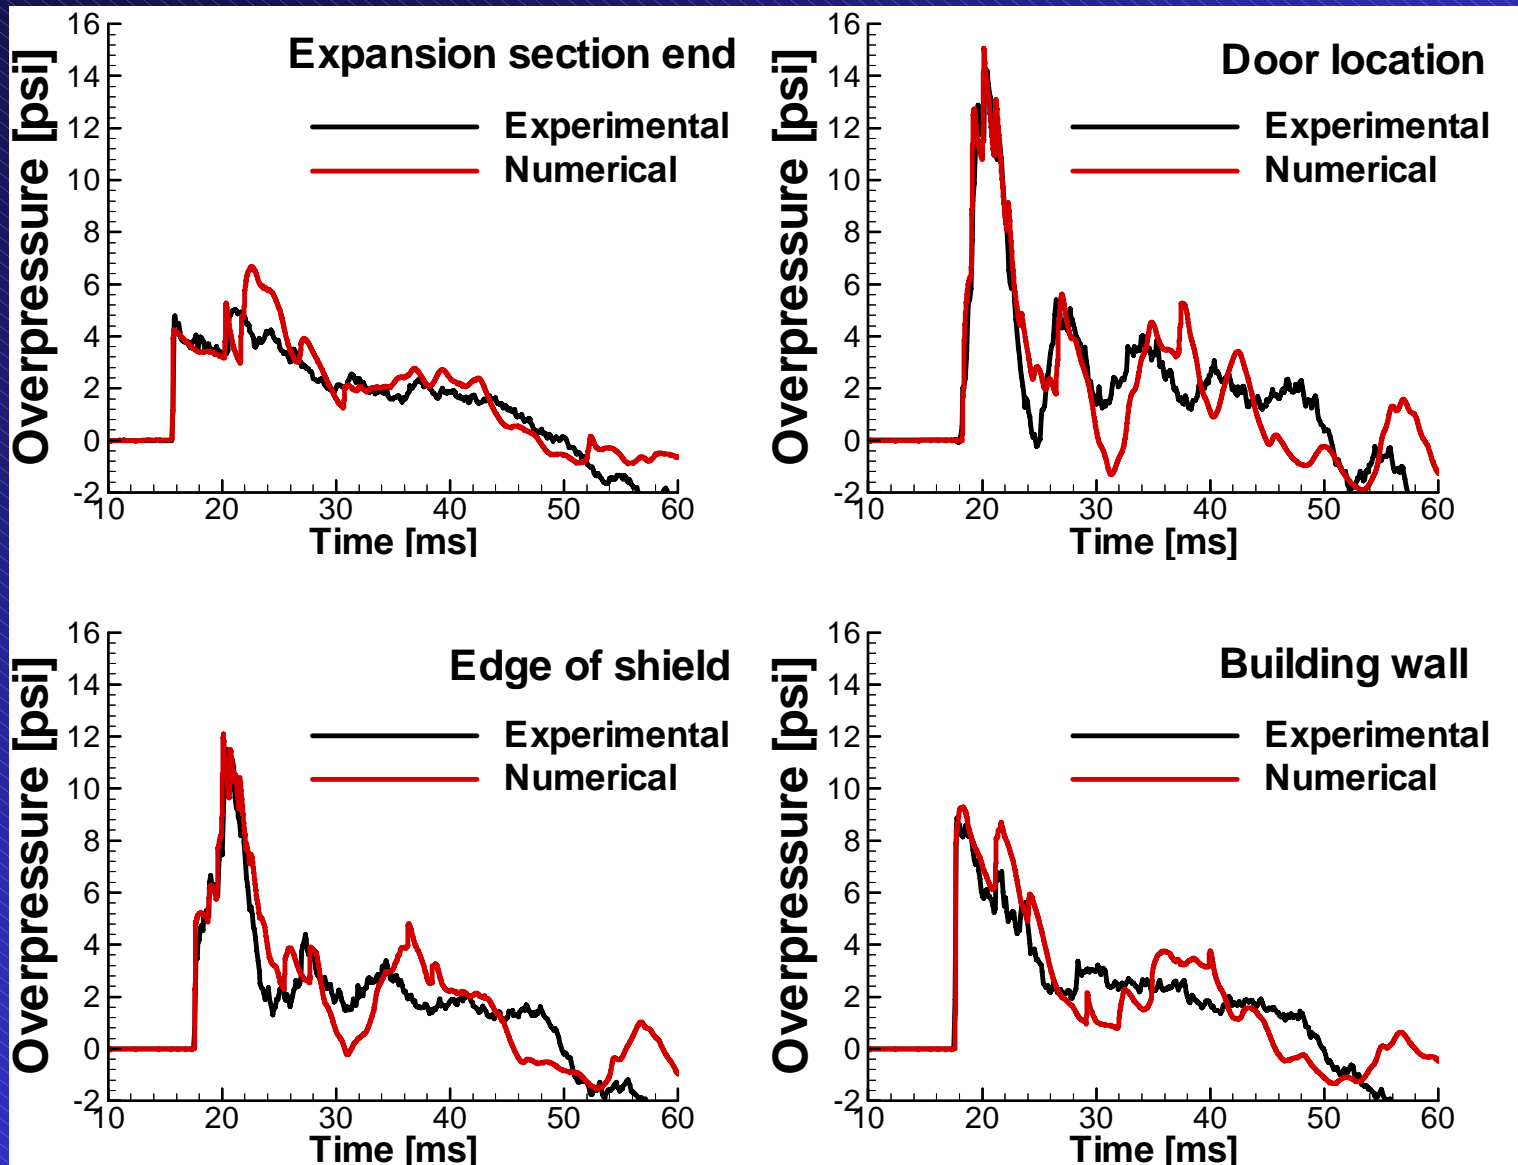 Expansion section end
Experimental
Numerical
Overpressure [psi]
16
14
12
10
8
6
4
2
0
-2
10 20 30 40 50 60
Time [ms]
Door location
Experimental
Numerical
Overpressure [psi]
16
14
12
10
8
6
4
2
0
-2
10 20 30 40 50 60
Time [ms]
Edge of shield
Experimental
Numerical
Overpressure [psi]
16
14
12
10
8
6
4
2
0
-2
10 20 30 40 50 60
Time [ms]
Building wall
Experimental
Numerical
Overpressure [psi]
16
14
12
10
8
6
4
2
0
-2
10 20 30 40 50 60
Time [ms]